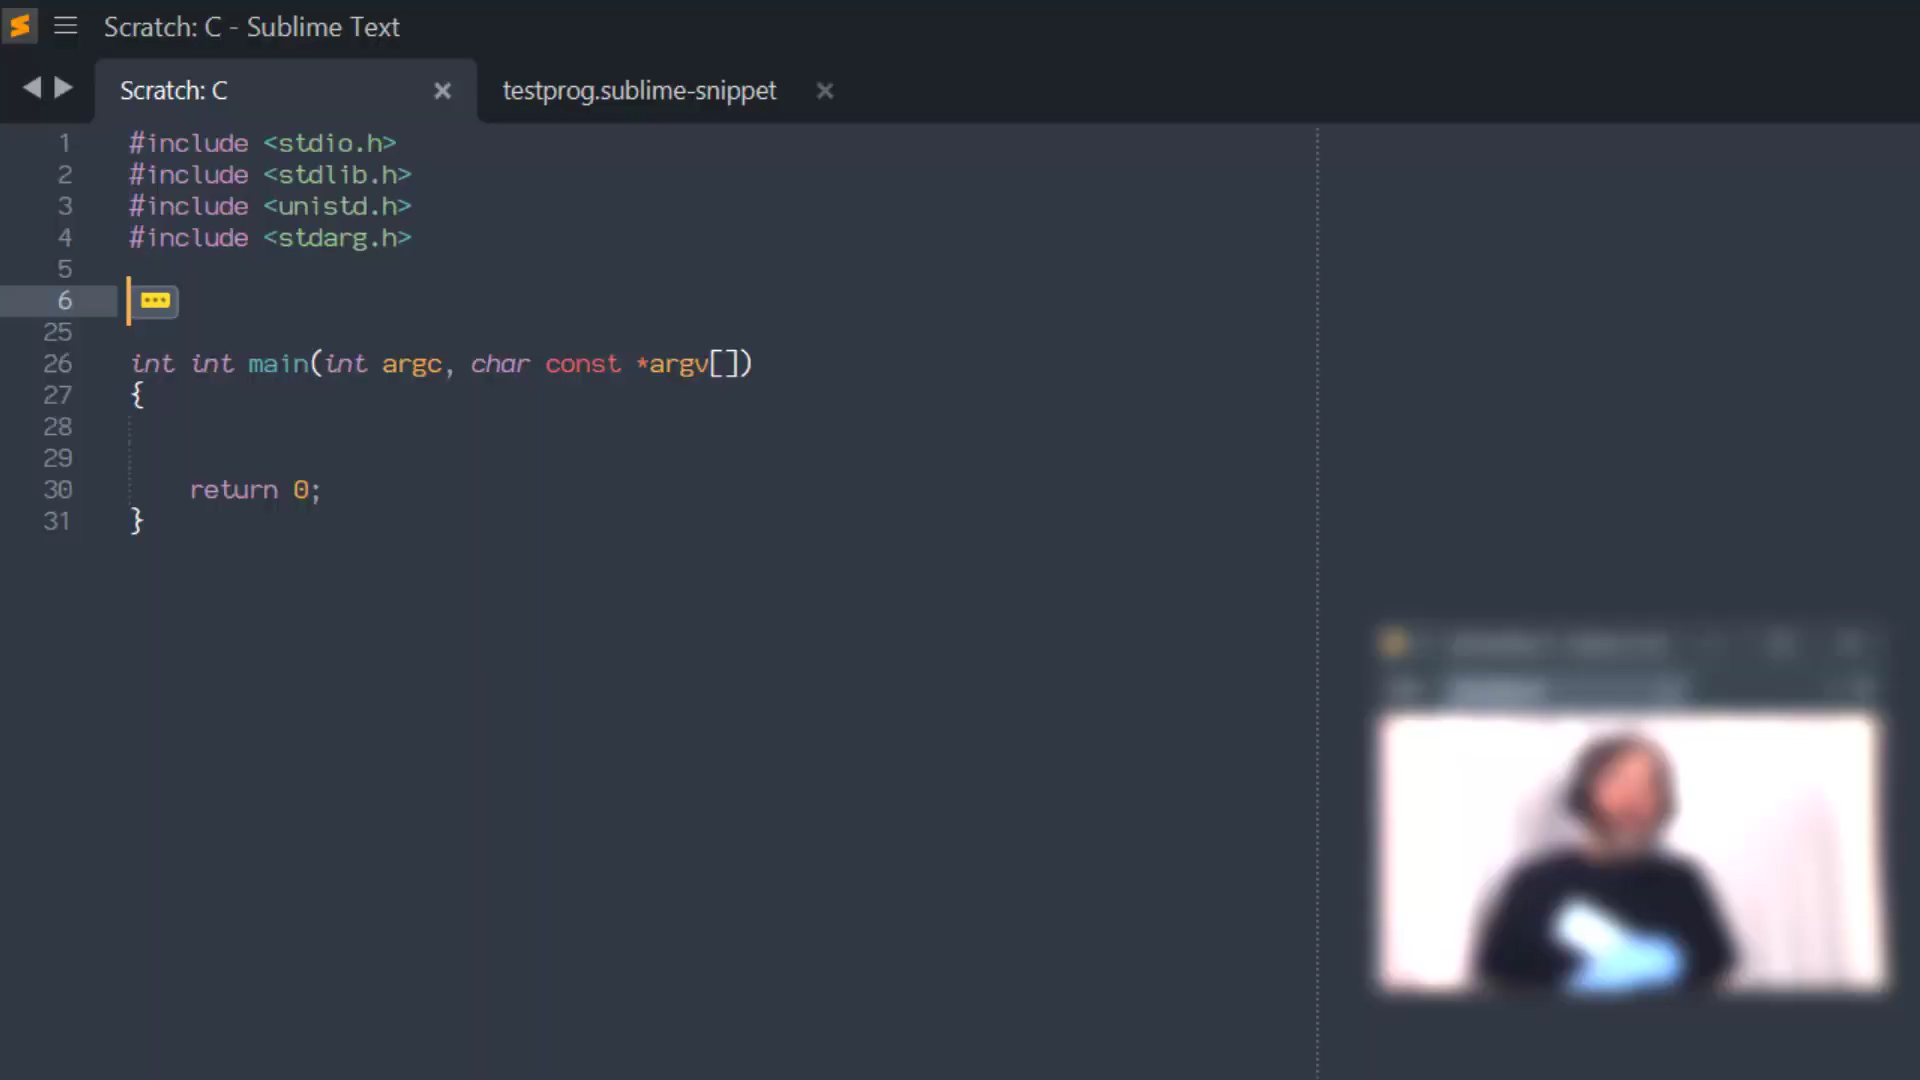 Scratch: C - Sublime Text
Scratch: C
testprog.sublime-snippet
1 #include <stdio.h>
2 #include <stdlib.h>
3 #include <unistd.h>
4 #include <stdarg.h>
5
6
25
26 int int main(int argc, char const *argv[])
27 {
28
29
30 return 0;
31 }